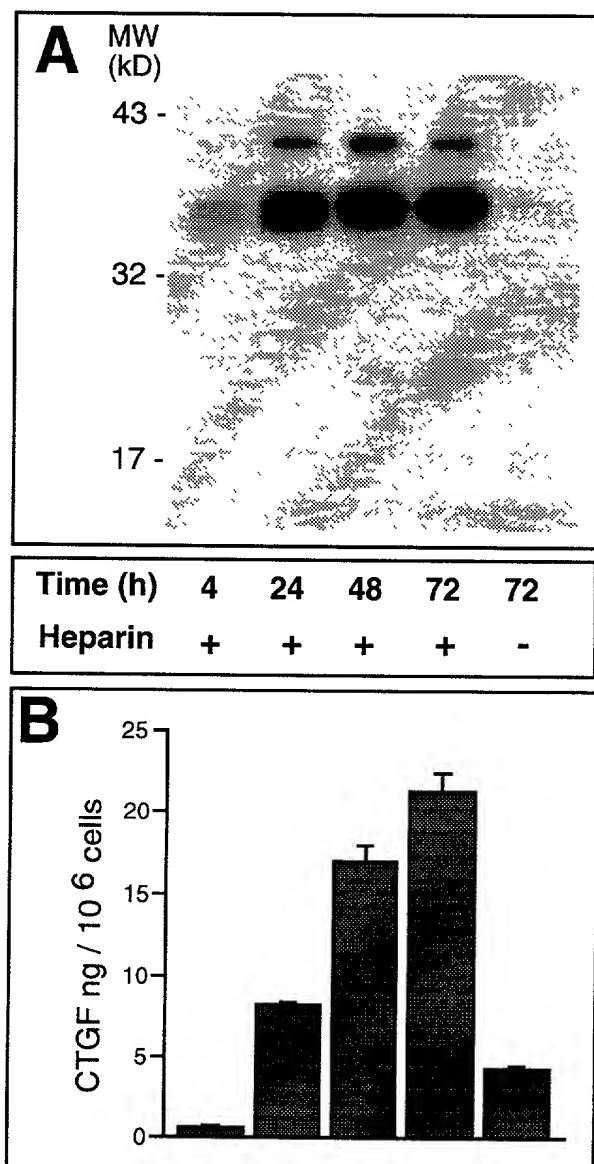 A
MW
(kD)
43 -
32 -
17 -
Time (h) 4 24 48 72 72
Heparin + + + + -
B
CTGF ng / 10 6 cells
25
20
15
10
5
0